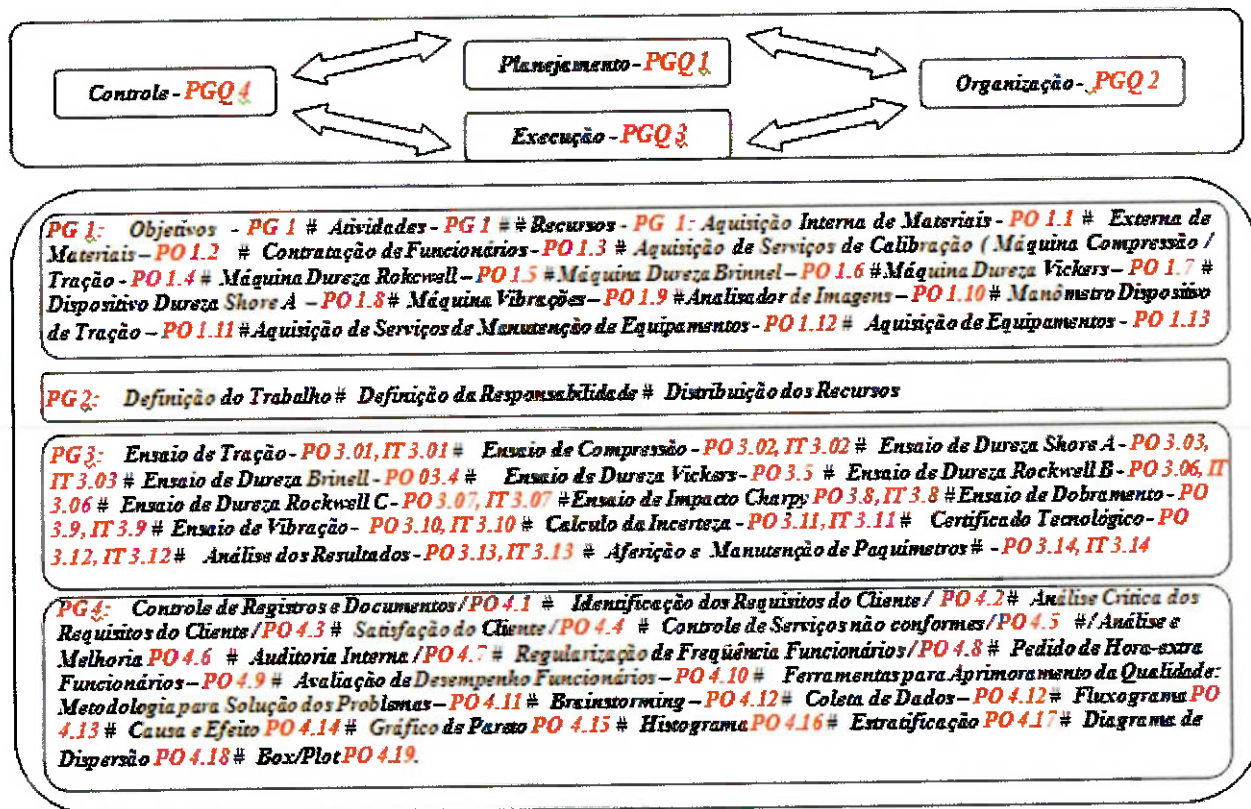 Planejamento - PGQ 1
Controle - PGQ 4
Organização - PGQ 2
Execução - PGQ 3
PG 1: Objetivos - PG 1 # Atividades - PG 1 # # Recursos - PG 1: Aquisição Interna de Materiais - PO 1.1 # Externa de
Materiais – PO 1.2 # Contratação de Funcionários - PO 1.3 # Aquisição de Serviços de Calibração ( Máquina Compressão /
Tração - PO 1.4 # Máquina Dureza Rokcwell – PO 1.5 #Máquina Dureza Brinnel – PO 1.6 #Máquina Dureza Vickers – PO 1.7 #
Dispositivo Dureza Shore A – PO 1.8 # Máquina Vibrações – PO 1.9 #Analisador de Imagens – PO 1.10 # Manômetro Dispositivo
de Tração – PO 1.11 #Aquisição de Serviços de Manutenção de Equipamentos - PO 1.12 # Aquisição de Equipamentos - PO 1.13
PG 2: Definição do Trabalho # Definição da Responsabilidade # Distribuição dos Recursos
PG 3: Ensaio de Tração - PO 3.01, IT 3.01 # Ensaio de Compressão - PO 3.02, IT 3.02 # Ensaio de Dureza Shore A - PO 3.03,
IT 3.03 # Ensaio de Dureza Brinell - PO 03.4 # Ensaio de Dureza Vickers - PO 3.5 # Ensaio de Dureza Rockwell B - PO 3.06, IT
3.06 # Ensaio de Dureza Rockwell C - PO 3.07, IT 3.07 #Ensaio de Impacto Charpy PO 3.8, IT 3.8 #Ensaio de Dobramento - PO
3.9, IT 3.9 # Ensaio de Vibração - PO 3.10, IT 3.10 # Calculo da Incerteza - PO 3.11, IT 3.11 # Certificado Tecnológico - PO
3.12, IT 3.12 # Análise dos Resultados - PO 3.13, IT 3.13 # Aferição e Manutenção de Paquímetros # - PO 3.14, IT 3.14
PG 4: Controle de Registros e Documentos / PO 4.1 # Identificação dos Requisitos do Cliente / PO 4.2 # Análise Crítica dos
Requisitos do Cliente / PO 4.3 # Satisfação do Cliente / PO 4.4 # Controle de Serviços não conformes / PO 4.5 # / Análise e
Melhoria PO 4.6 # Auditoria Interna / PO 4.7 # Regularização de Freqüência Funcionários / PO 4.8 # Pedido de Hora-extra
Funcionários – PO 4.9 # Avaliação de Desempenho Funcionários – PO 4.10 # Ferramentas para Aprimoramento da Qualidade:
Metodologia para Solução dos Problemas – PO 4.11 # Brainstorming – PO 4.12 # Coleta de Dados – PO 4.12 # Fluxograma PO
4.13 # Causa e Efeito PO 4.14 # Gráfico de Pareto PO 4.15 # Histograma PO 4.16 # Estratificação PO 4.17 # Diagrama de
Dispersão PO 4.18 # Box/Plot PO 4.19.